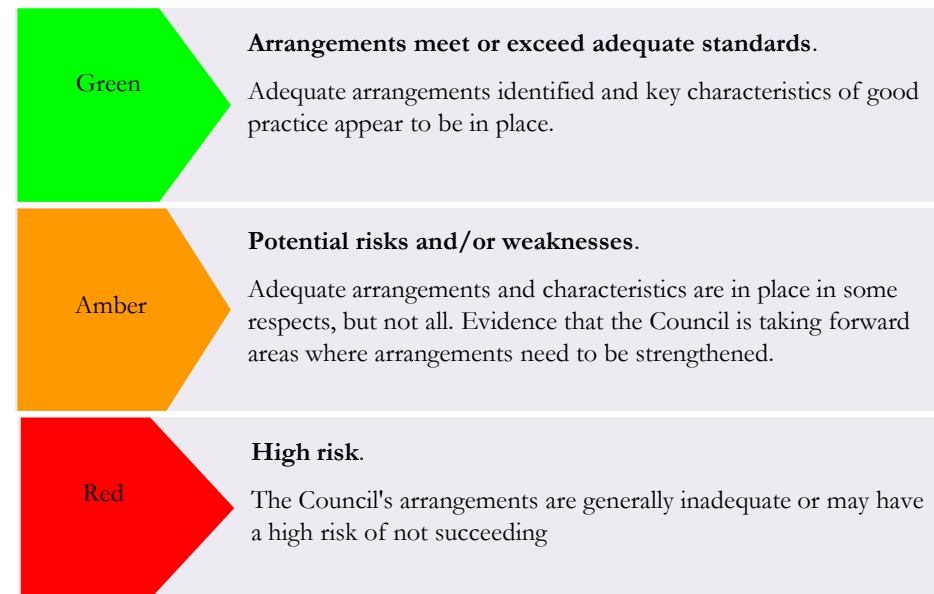 Green
Arrangements meet or exceed adequate standards.
Adequate arrangements identified and key characteristics of good
practice appear to be in place.
Amber
Potential risks and/or weaknesses.
Adequate arrangements and characteristics are in place in some
respects, but not all. Evidence that the Council is taking forward
areas where arrangements need to be strengthened.
Red
High risk.
The Council's arrangements are generally inadequate or may have
a high risk of not succeeding